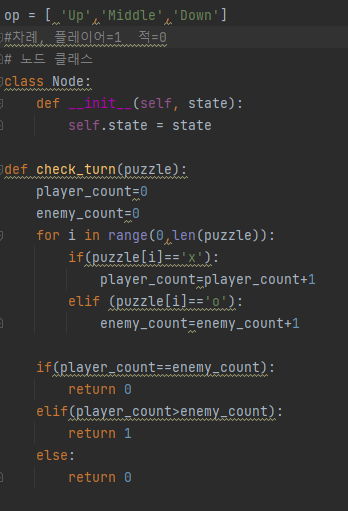 op = [ 'Up','Middle','Down']
#차례, 플레이어=1  적=0
# 노드 클래스
class Node:
    def __init__(self, state):
        self.state = state
def check_turn(puzzle):
    player_count=0
    enemy_count=0
    for i in range(0,len(puzzle)):
        if(puzzle[i]=='x'):
            player_count=player_count+1
        elif (puzzle[i]=='o'):
            enemy_count=enemy_count+1
    if(player_count==enemy_count):
        return 0
    elif(player_count>enemy_count):
        return 1
    else:
        return 0